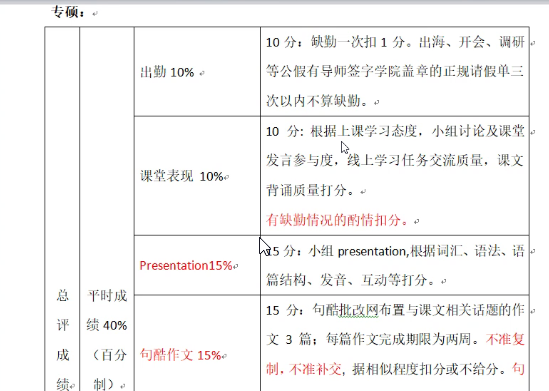 专硕：
出勤 10%
10 分：缺勤一次扣 1 分。出海、开会、调研
等公假有导师签字学院盖章的正规请假单三
次以内不算缺勤。
课堂表现 10%
10 分: 根据上课学习态度，小组讨论及课堂
发言参与度，线上学习任务交流质量，课文
背诵质量打分。
有缺勤情况的酌情扣分。
Presentation15%
15 分：小组 presentation,根据词汇、语法、语
篇结构、发音、互动等打分。
总
评
成
绩
平时成
绩 40%
（百分
制）
句酷作文 15%
15 分：句酷批改网布置与课文相关话题的作
文 3 篇；每篇作文完成期限为两周。不准复
制，不准补交, 据相似程度扣分或不给分。句